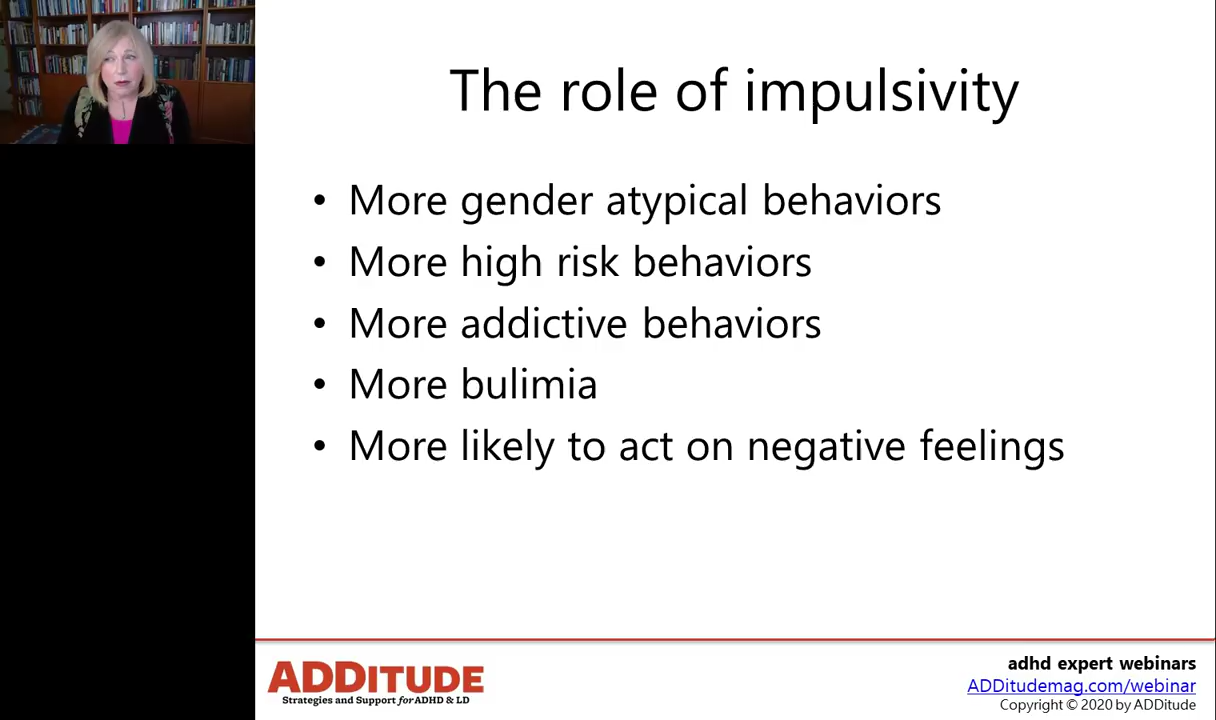 The role of impulsivity
• More gender atypical behaviors
• More high risk behaviors
• More addictive behaviors
• More bulimia
• More likely to act on negative feelings
ADDITUDE
Strategies and Support for ADHD & LD
adhd expert webinars
ADDitudemag.com/webinar
Copyright © 2020 by ADDitude